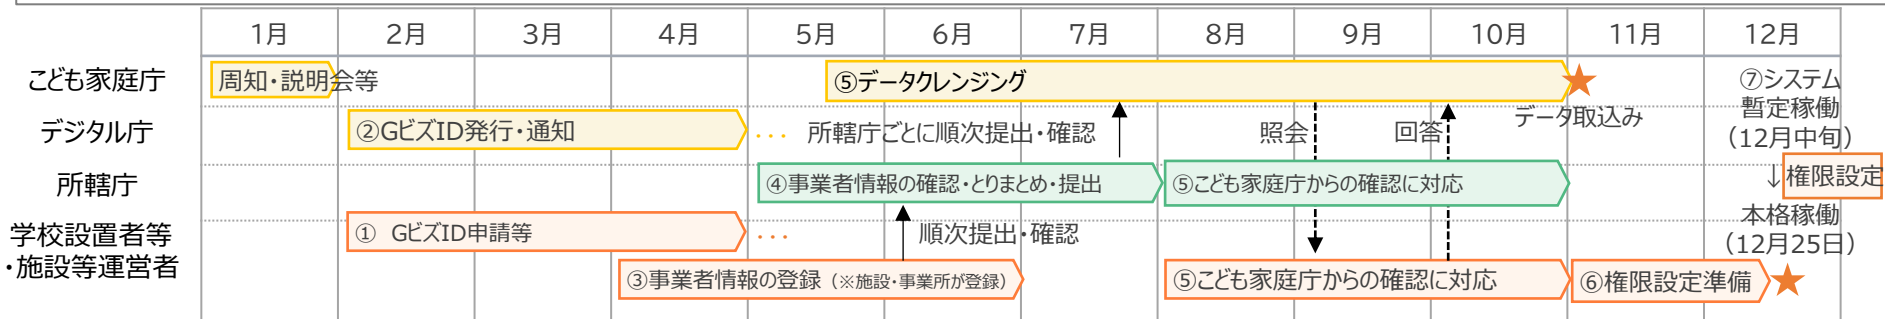 1月 2月 3月 4月 5月 6月 7月 8月 9月 10月 11月 12月
こども家庭庁
周知・説明会等
⑤データクレンジング
⑦システム
暫定稼働
(12月中旬)
デジタル庁
②GビズID発行・通知
・・・
所轄庁ごとに順次提出・確認
照会
回答
データ取込み
所轄庁
④事業者情報の確認・とりまとめ・提出
⑤こども家庭庁からの確認に対応
↓権限設定
学校設置者等
・施設等運営者
① GビズID申請等
・・・
順次提出・確認
本格稼働
(12月25日)
③事業者情報の登録(※施設・事業所が登録)
⑤こども家庭庁からの確認に対応
⑥権限設定準備